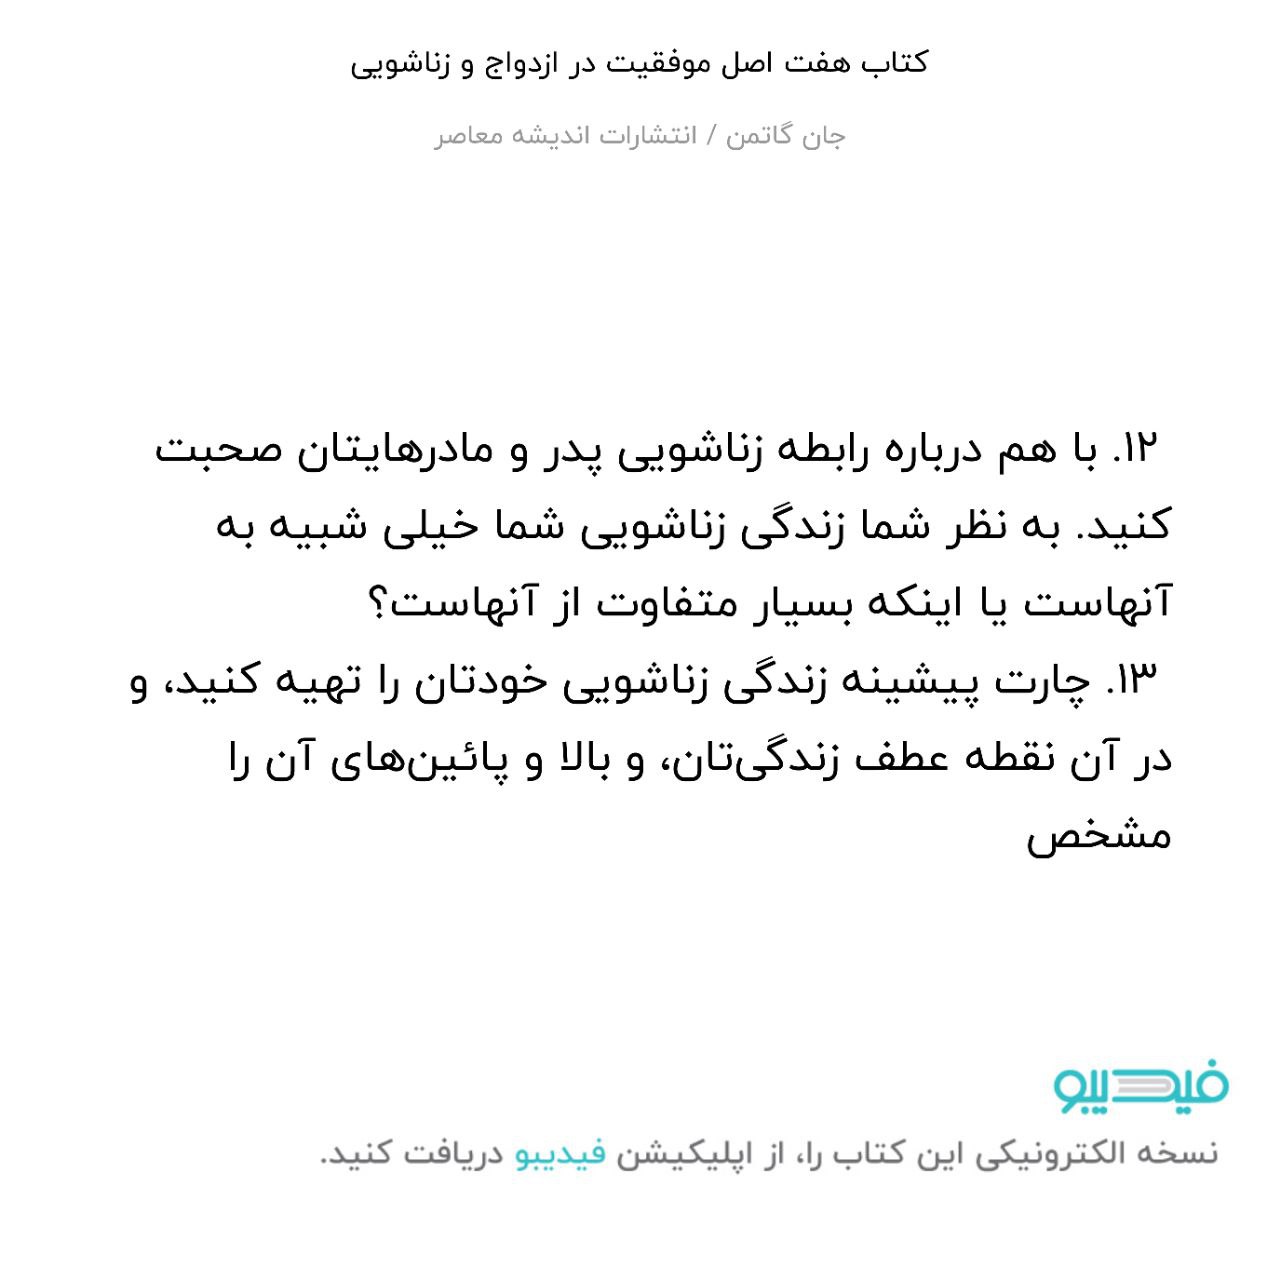 کتاب هفت اصل موفقیت در ازدواج و زناشویی
جان گاتمن / انتشارات اندیشه معاصر
۱۲. با هم درباره رابطه زناشویی پدر و مادرهایتان صحبت
کنید. به نظر شما زندگی زناشویی شما خیلی شبیه به
آنهاست یا اینکه بسیار متفاوت از آنهاست؟
۱۳. چارت پیشینه زندگی زناشویی خودتان را تهیه کنید، و
در آن نقطه عطف زندگی‌تان، و بالا و پائین‌های آن را
مشخص
فیدیبو
نسخه الکترونیکی این کتاب را، از اپلیکیشن فیدیبو دریافت کنید.